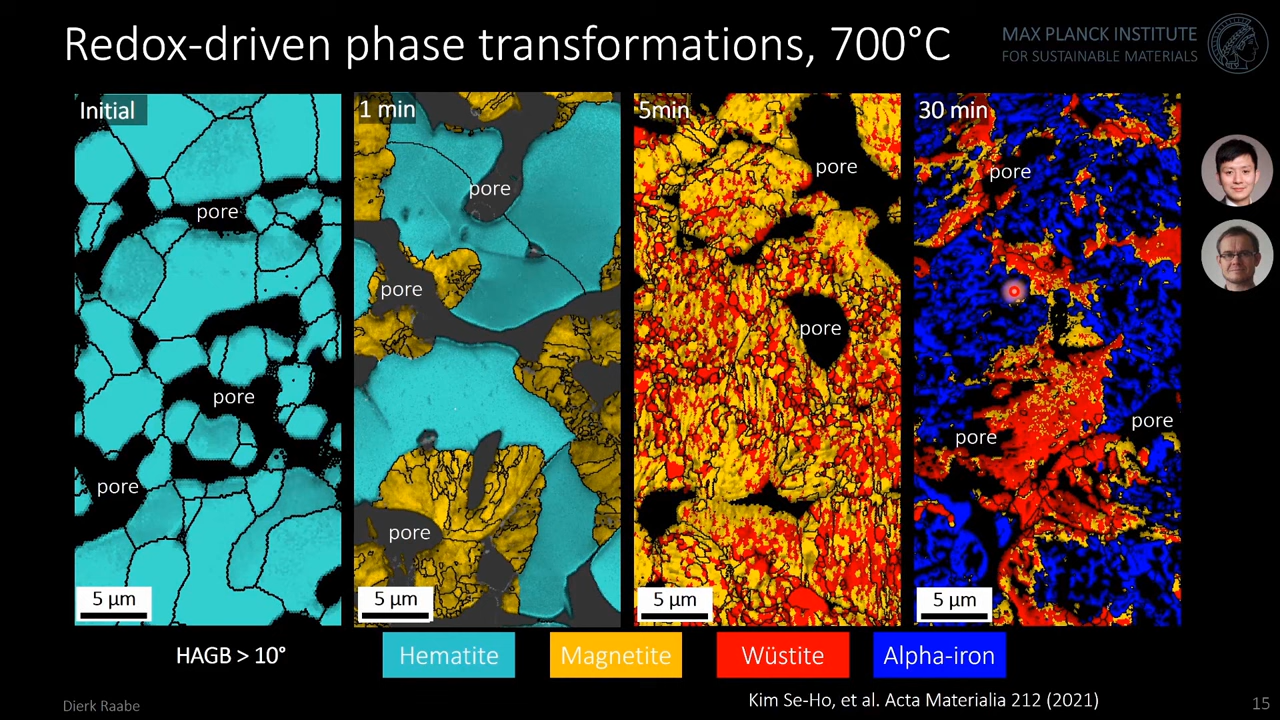 Redox-driven phase transformations, 700°C
MAX PLANCK INSTITUTE
FOR SUSTAINABLE MATERIALS
Initial
pore
pore
pore
5 µm
1 min
pore
pore
pore
5 µm
5min
pore
pore
5 µm
30 min
pore
pore
pore
5 µm
HAGB > 10°
Hematite
Magnetite
Wüstite
Alpha-iron
Kim Se-Ho, et al. Acta Materialia 212 (2021)
Dierk Raabe
15